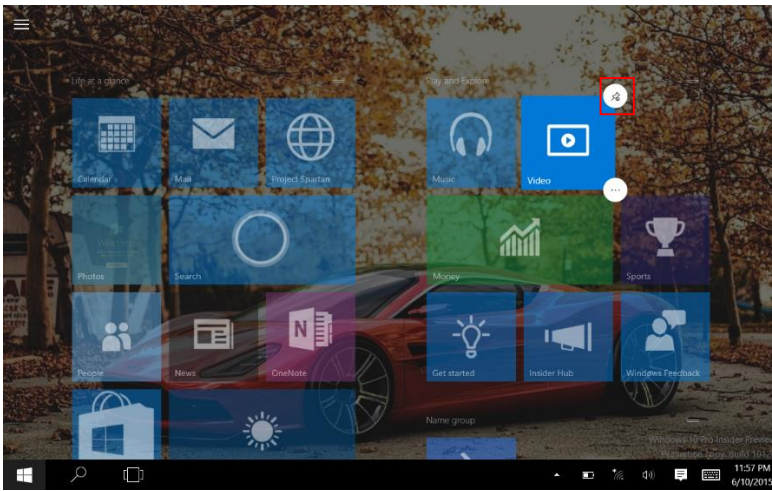 Life at a glance
Play and Explore
Calendar
Mail
Project Spartan
Music
Video
Photos
Search
Money
Sports
People
News
N
OneNote
Get started
Insider Hub
Windows Feedback
Name group
Windows 10 Pro Insider Preview
11:57 PM
6/10/2015